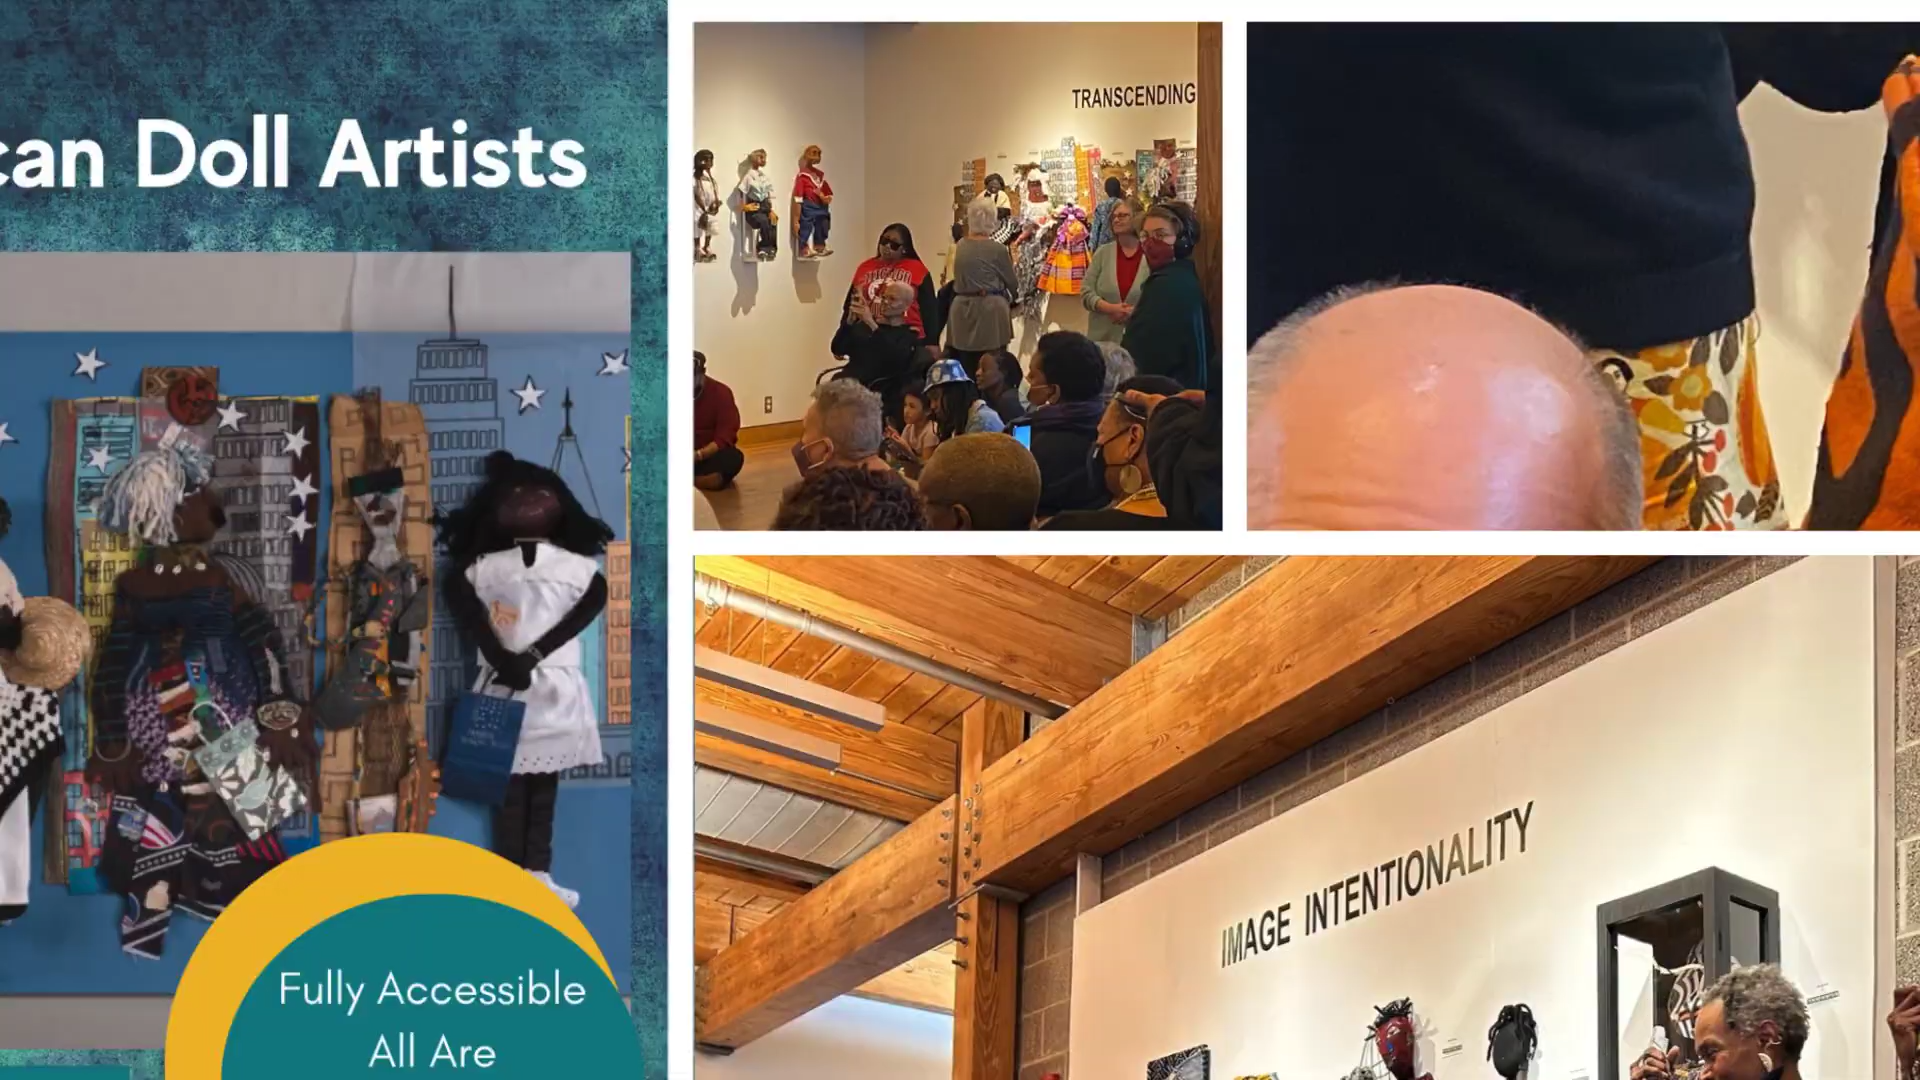 can Doll Artists
Fully Accessible
All Are
TRANSCENDING
IMAGE INTENTIONALITY